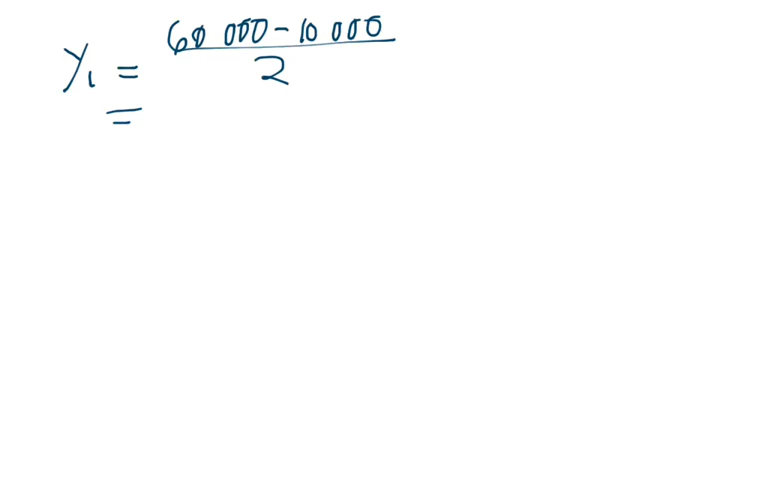 y₁ = (60 000 - 10 000) / 2
=